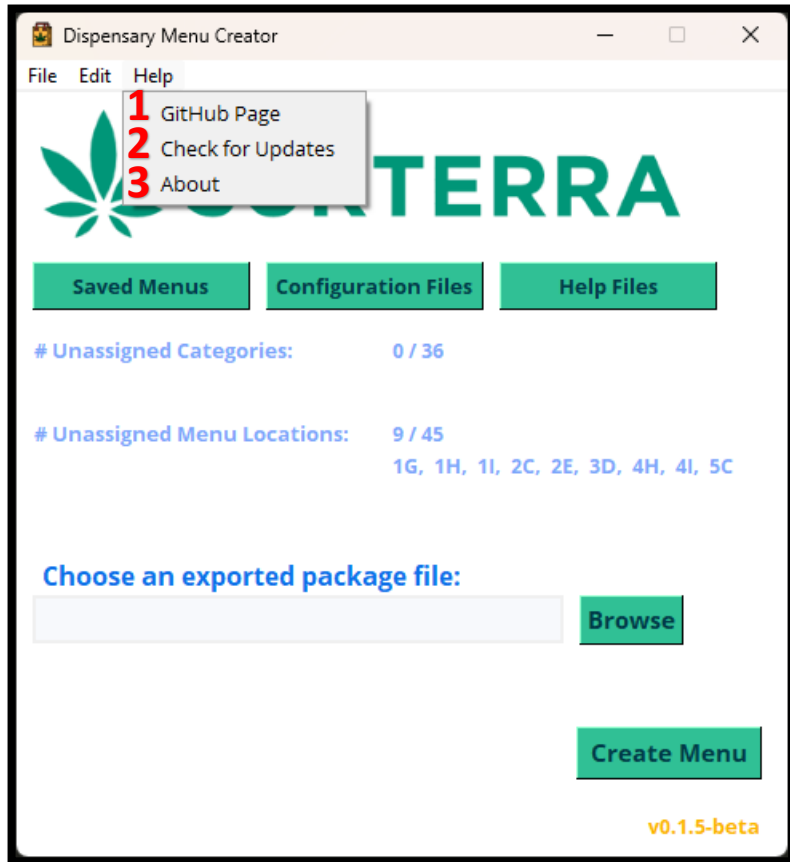 Dispensary Menu Creator
File Edit Help
1 GitHub Page
2 Check for Updates
3 About
TERRA
Saved Menus Configuration Files Help Files
# Unassigned Categories: 0 / 36
# Unassigned Menu Locations: 9 / 45
1G, 1H, 1I, 2C, 2E, 3D, 4H, 4I, 5C
Choose an exported package file:
Browse
Create Menu
v0.1.5-beta